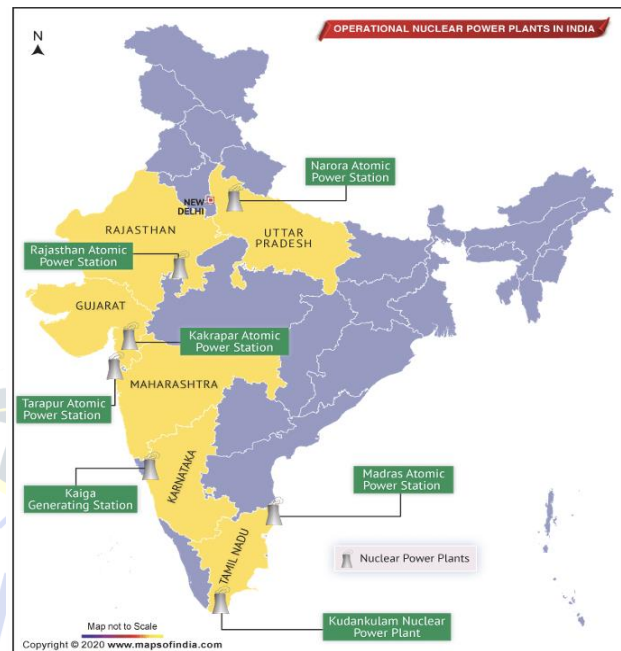 OPERATIONAL NUCLEAR POWER PLANTS IN INDIA
N
Narora Atomic
Power Station
NEW
DELHI
RAJASTHAN
UTTAR
PRADESH
Rajasthan Atomic
Power Station
GUJARAT
Kakrapar Atomic
Power Station
MAHARASHTRA
Tarapur Atomic
Power Station
KARNATAKA
Madras Atomic
Power Station
Kaiga
Generating Station
Nuclear Power Plants
TAMIL NADU
Kudankulam Nuclear
Power Plant
Map not to Scale
Copyright © 2020 www.mapsofindia.com